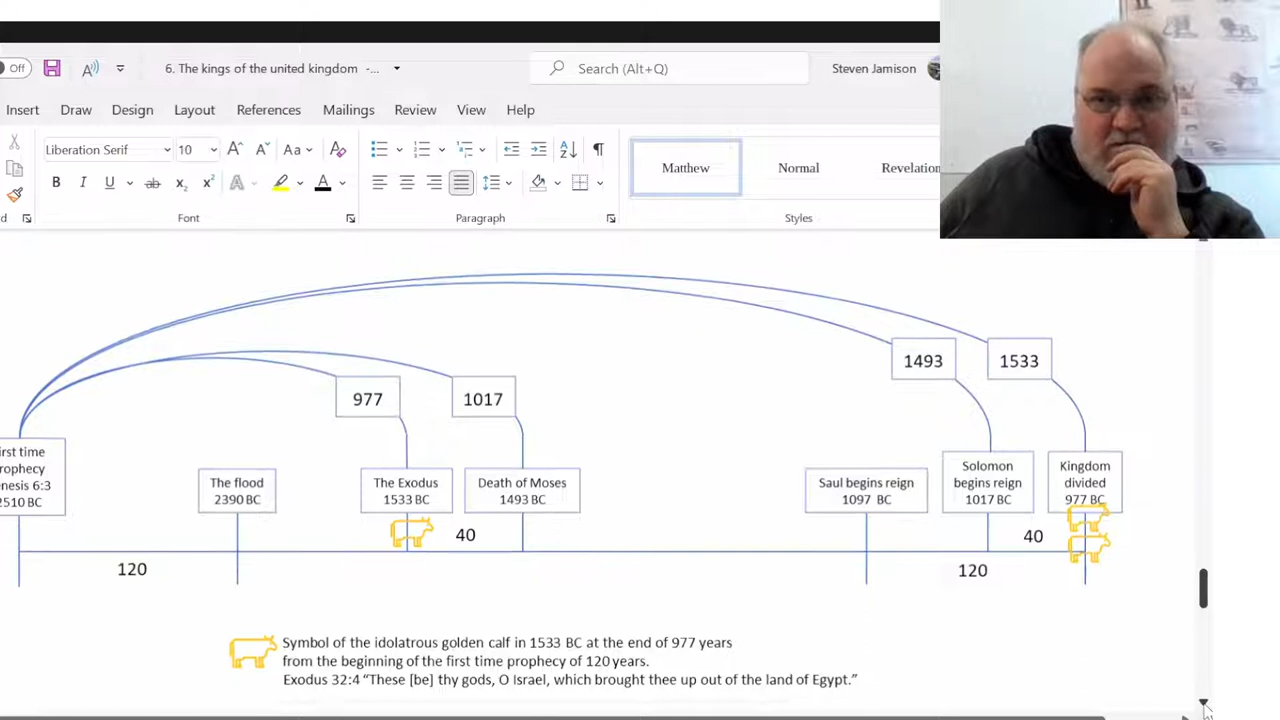 Off
6. The kings of the united kingdom -...
Search (Alt+Q)
Steven Jamison
Insert Draw Design Layout References Mailings Review View Help
Liberation Serif 10
Matthew Normal Revelation
Font Paragraph Styles
1493 1533
977 1017
irst time
rophecy
enesis 6:3
2510 BC
The flood
2390 BC
The Exodus
1533 BC
Death of Moses
1493 BC
Saul begins reign
1097 BC
Solomon
begins reign
1017 BC
Kingdom
divided
977 BC
40 40
120 120
Symbol of the idolatrous golden calf in 1533 BC at the end of 977 years
from the beginning of the first time prophecy of 120 years.
Exodus 32:4 “These [be] thy gods, O Israel, which brought thee up out of the land of Egypt.”